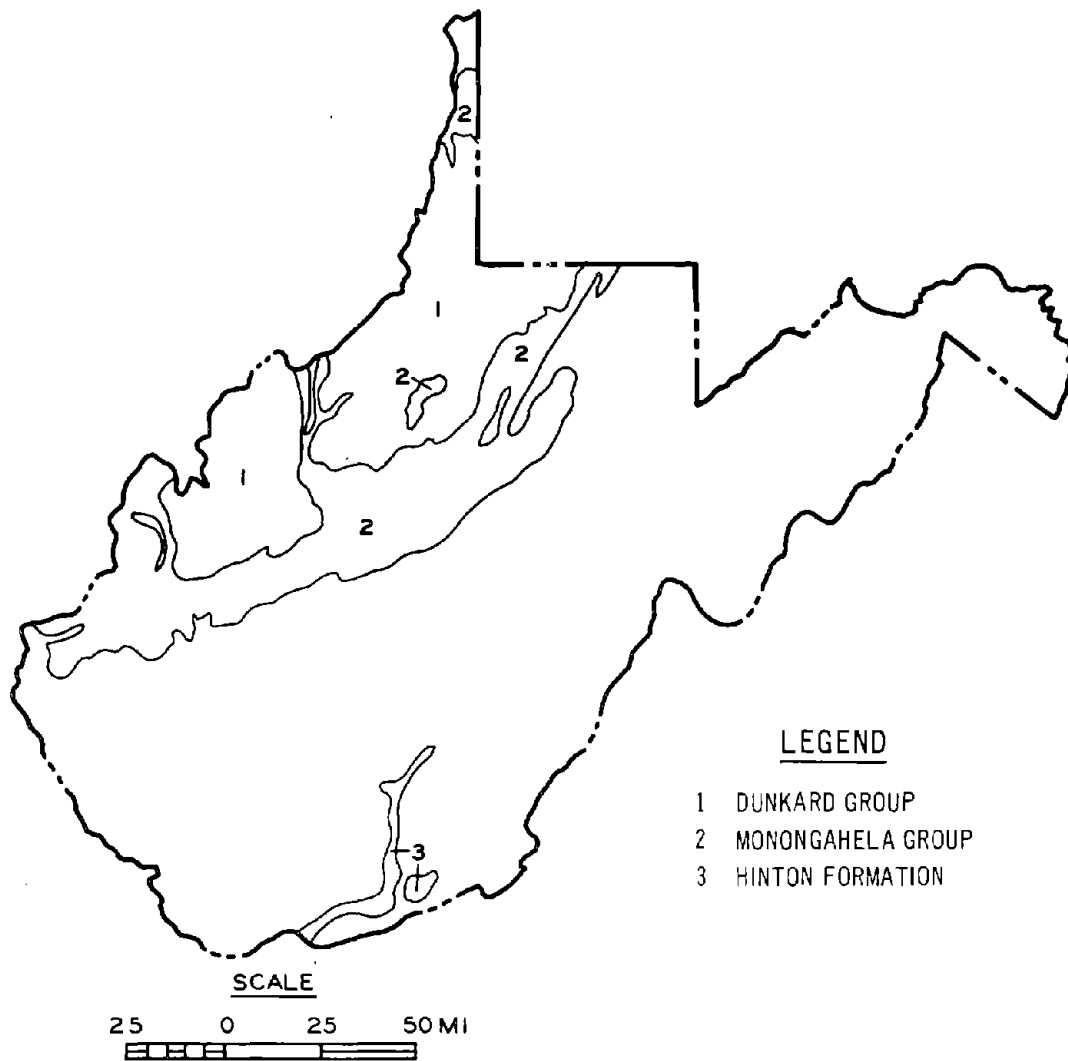 2
1
2
2
1
2
3
LEGEND
1 DUNKARD GROUP
2 MONONGAHELA GROUP
3 HINTON FORMATION
SCALE
25 0 25 50 MI